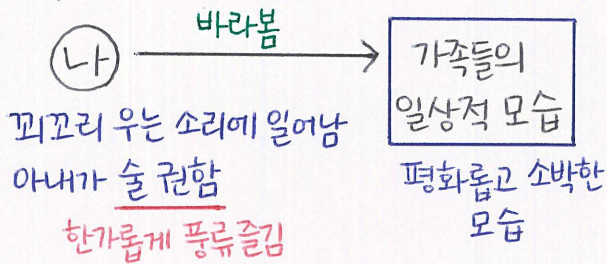 바라봄
나
가족들의
일상적 모습
꾀꼬리 우는 소리에 일어남
아내가 술 권함
한가롭게 풍류즐김
평화롭고 소박한
모습